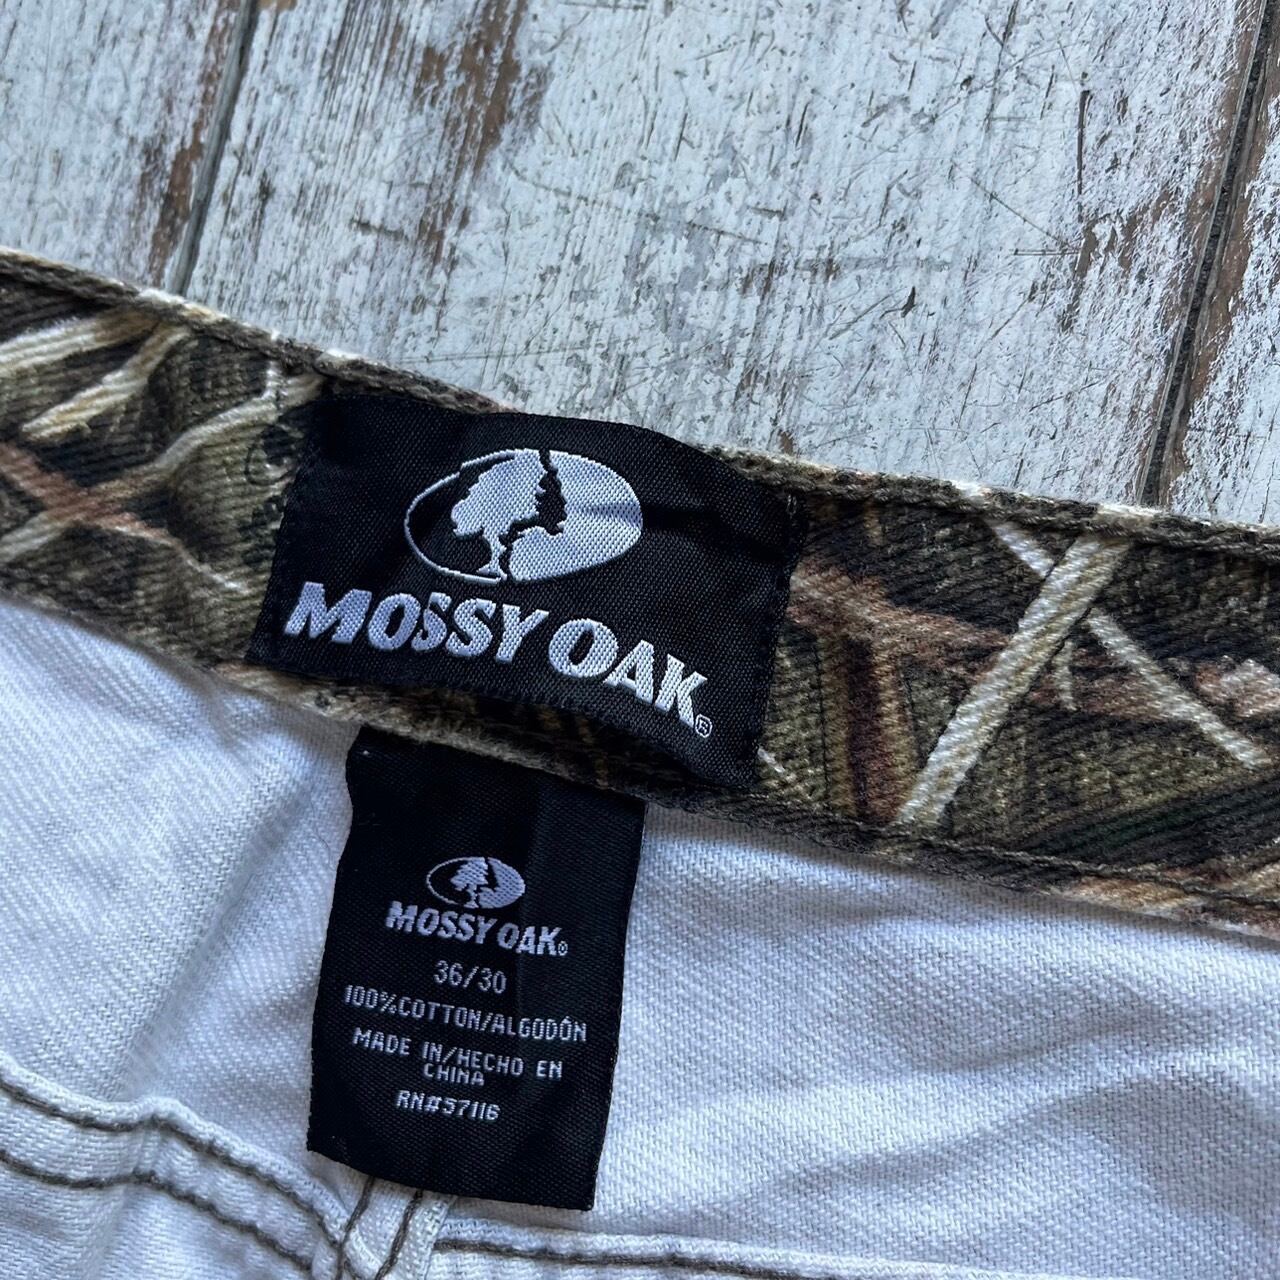 MOSSY OAK®
MOSSY OAK®
36/30
100%COTTON/ALGODÓN
MADE IN/HECHO EN
CHINA
RN#57116